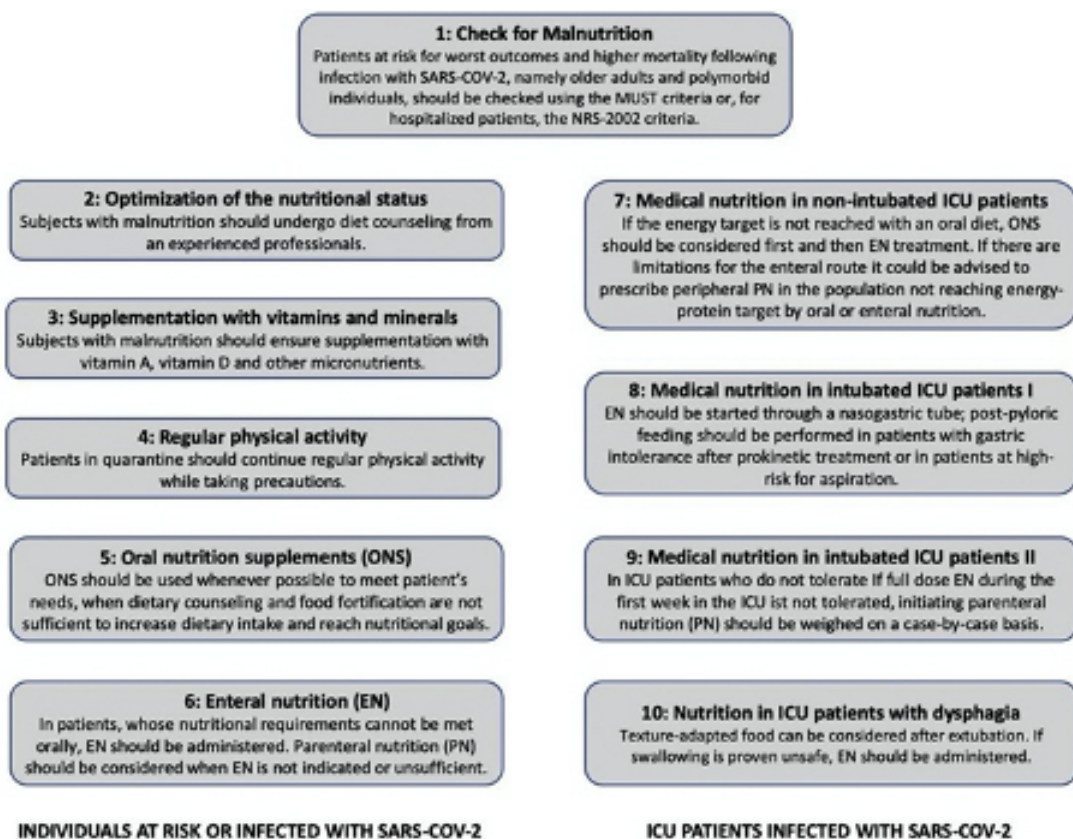 1: Check for Malnutrition
Patients at risk for worst outcomes and higher mortality following
infection with SARS-COV-2, namely older adults and polymorbid
individuals, should be checked using the MUST criteria or, for
hospitalized patients, the NRS-2002 criteria.
2: Optimization of the nutritional status
Subjects with malnutrition should undergo diet counseling from
an experienced professionals.
3: Supplementation with vitamins and minerals
Subjects with malnutrition should ensure supplementation with
vitamin A, vitamin D and other micronutrients.
4: Regular physical activity
Patients in quarantine should continue regular physical activity
while taking precautions.
5: Oral nutrition supplements (ONS)
ONS should be used whenever possible to meet patient's
needs, when dietary counseling and food fortification are not
sufficient to increase dietary intake and reach nutritional goals.
6: Enteral nutrition (EN)
In patients, whose nutritional requirements cannot be met
orally, EN should be administered. Parenteral nutrition (PN)
should be considered when EN is not indicated or unsufficient.
INDIVIDUALS AT RISK OR INFECTED WITH SARS-COV-2
7: Medical nutrition in non-intubated ICU patients
If the energy target is not reached with an oral diet, ONS
should be considered first and then EN treatment. If there are
limitations for the enteral route it could be advised to
prescribe peripheral PN in the population not reaching energy-
protein target by oral or enteral nutrition.
8: Medical nutrition in intubated ICU patients I
EN should be started through a nasogastric tube; post-pyloric
feeding should be performed in patients with gastric
intolerance after prokinetic treatment or in patients at high-
risk for aspiration.
9: Medical nutrition in intubated ICU patients II
In ICU patients who do not tolerate If full dose EN during the
first week in the ICU ist not tolerated, initiating parenteral
nutrition (PN) should be weighed on a case-by-case basis.
10: Nutrition in ICU patients with dysphagia
Texture-adapted food can be considered after extubation. If
swallowing is proven unsafe, EN should be administered.
ICU PATIENTS INFECTED WITH SARS-COV-2